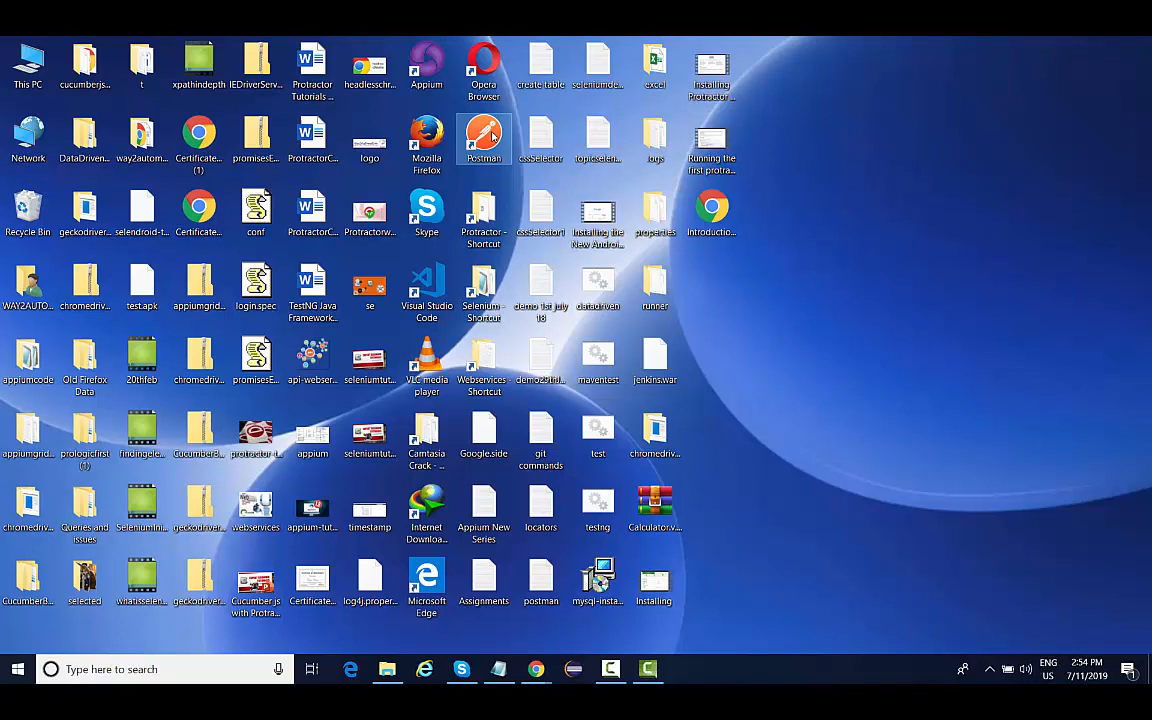 This PC
cucumberjs...
t
xpathindepth
IEDriverServ...
Protractor
Tutorials ...
headlesschr...
Appium
Opera
Browser
create table
seleniumde...
excel
Installing
Protractor ...
Network
DataDriven...
way2autom...
Certificate...
(1)
promisesE...
ProtractorC...
logo
Mozilla
Firefox
Postman
cssSelector
topicselen...
logs
Running the
first protra...
Recycle Bin
geckodriver...
selendroid-t...
Certificate...
conf
ProtractorC...
Protractorw...
Skype
Protractor -
Shortcut
cssSelector1
Installing the
New Androi...
properties
Introductio...
WAY2AUTO...
chromedriv...
test.apk
appiumgrid...
login.spec
TestNG Java
Framework...
se
Visual Studio
Code
Selenium -
Shortcut
demo 1st july
18
datadriven
runner
appiumcode
Old Firefox
Data
20thfeb
chromedriv...
promisesE...
api-webser...
seleniumtut...
VLC media
player
Webservices -
Shortcut
demo29thJ...
maventest
jenkins.war
appiumgrid...
prologicfirst
(1)
findingele...
CucumberB...
protractor-t...
appium
seleniumtut...
Camtasia
Crack - ...
Google.side
git
commands
test
chromedriv...
chromedriv...
Queries and
issues
SeleniumIni...
geckodriver...
webservices
appium-tut...
timestamp
Internet
Downloa...
Appium New
Series
locators
testng
Calculator.v...
CucumberB...
selected
whatisselen...
geckodriver...
Cucumber.js
with Protra...
Certificate...
log4j.proper...
Microsoft
Edge
Assignments
postman
mysql-insta...
Installing
Type here to search
ENG
US
2:54 PM
7/11/2019